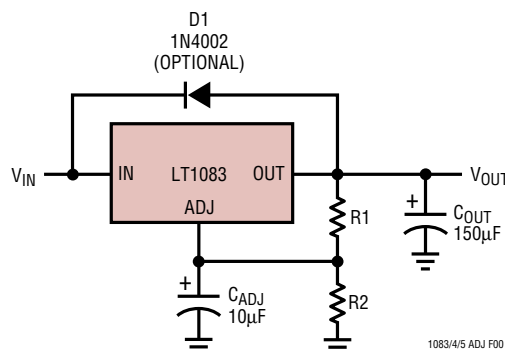 D1
1N4002
(OPTIONAL)
VIN
IN
LT1083
OUT
ADJ
VOUT
R1
+
COUT
150µF
+
CADJ
10µF
R2
1083/4/5 ADJ F00